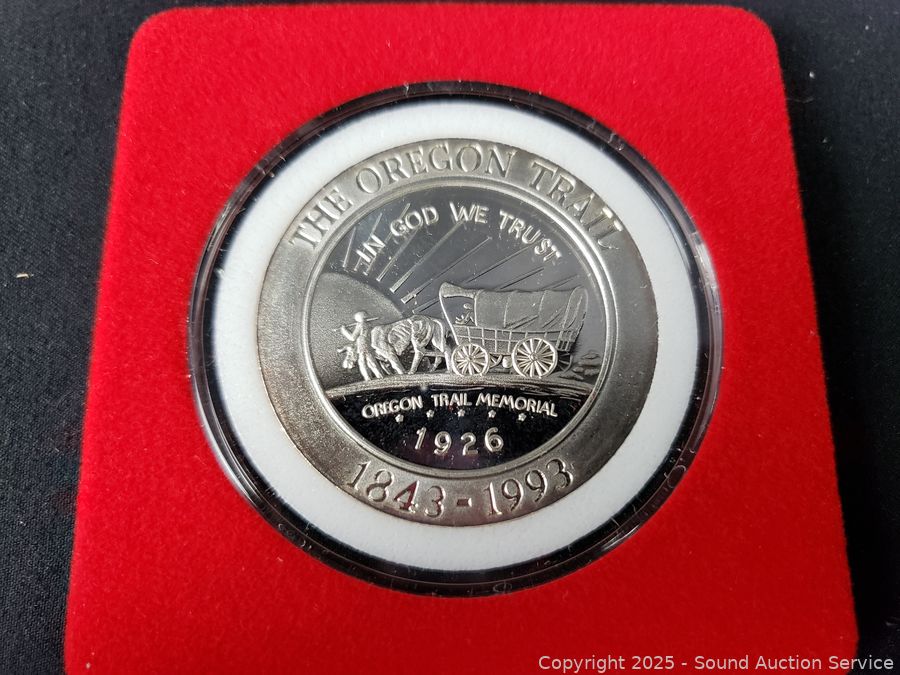 THE OREGON TRAIL
IN GOD WE TRUST
OREGON TRAIL MEMORIAL
1926
1843-1993
Copyright © 2025 - Sound Auction Service